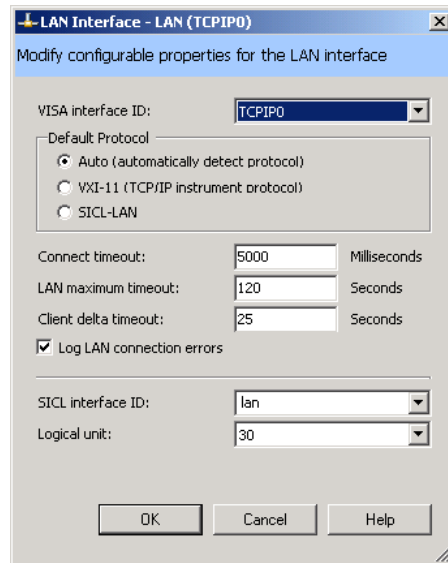 LAN Interface - LAN (TCPIP0)
Modify configurable properties for the LAN interface
VISA interface ID: TCPIP0
Default Protocol
Auto (automatically detect protocol)
VXI-11 (TCP/IP instrument protocol)
SICL-LAN
Connect timeout: 5000 Milliseconds
LAN maximum timeout: 120 Seconds
Client delta timeout: 25 Seconds
Log LAN connection errors
SICL interface ID: lan
Logical unit: 30
OK Cancel Help